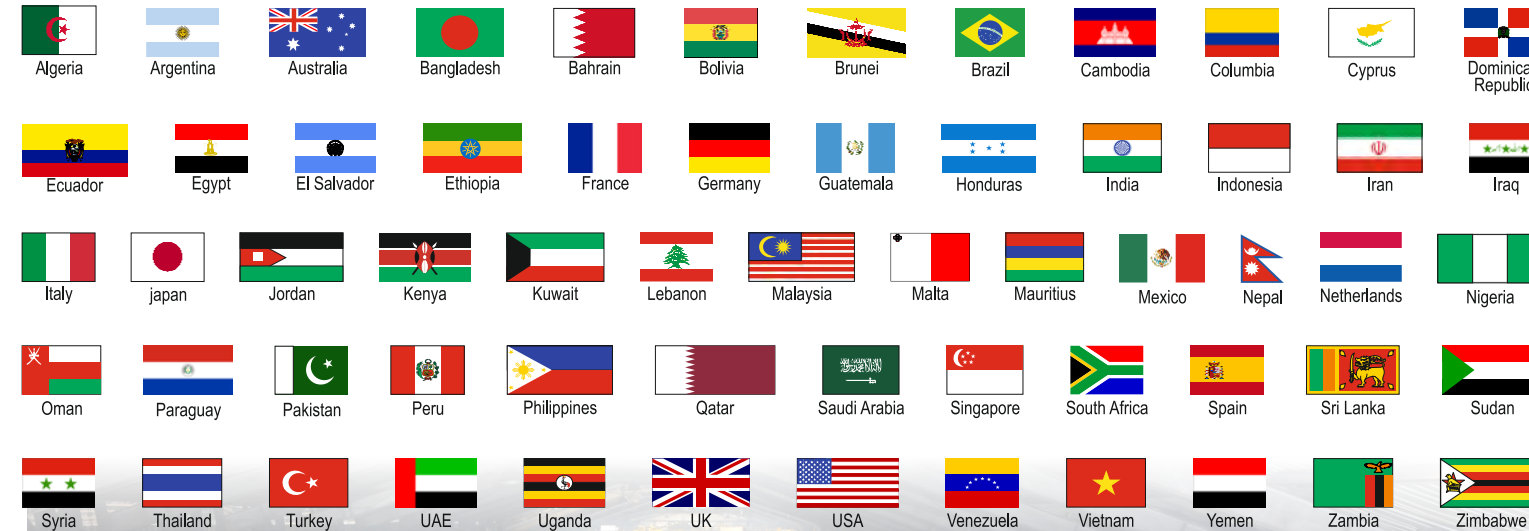 Algeria Argentina Australia Bangladesh Bahrain Bolivia Brunei Brazil Cambodia Columbia Cyprus Dominica
Republic
Ecuador Egypt El Salvador Ethiopia France Germany Guatemala Honduras India Indonesia Iran Iraq
Italy japan Jordan Kenya Kuwait Lebanon Malaysia Malta Mauritius Mexico Nepal Netherlands Nigeria
Oman Paraguay Pakistan Peru Philippines Qatar Saudi Arabia Singapore South Africa Spain Sri Lanka Sudan
Syria Thailand Turkey UAE Uganda UK USA Venezuela Vietnam Yemen Zambia Zimbabwe